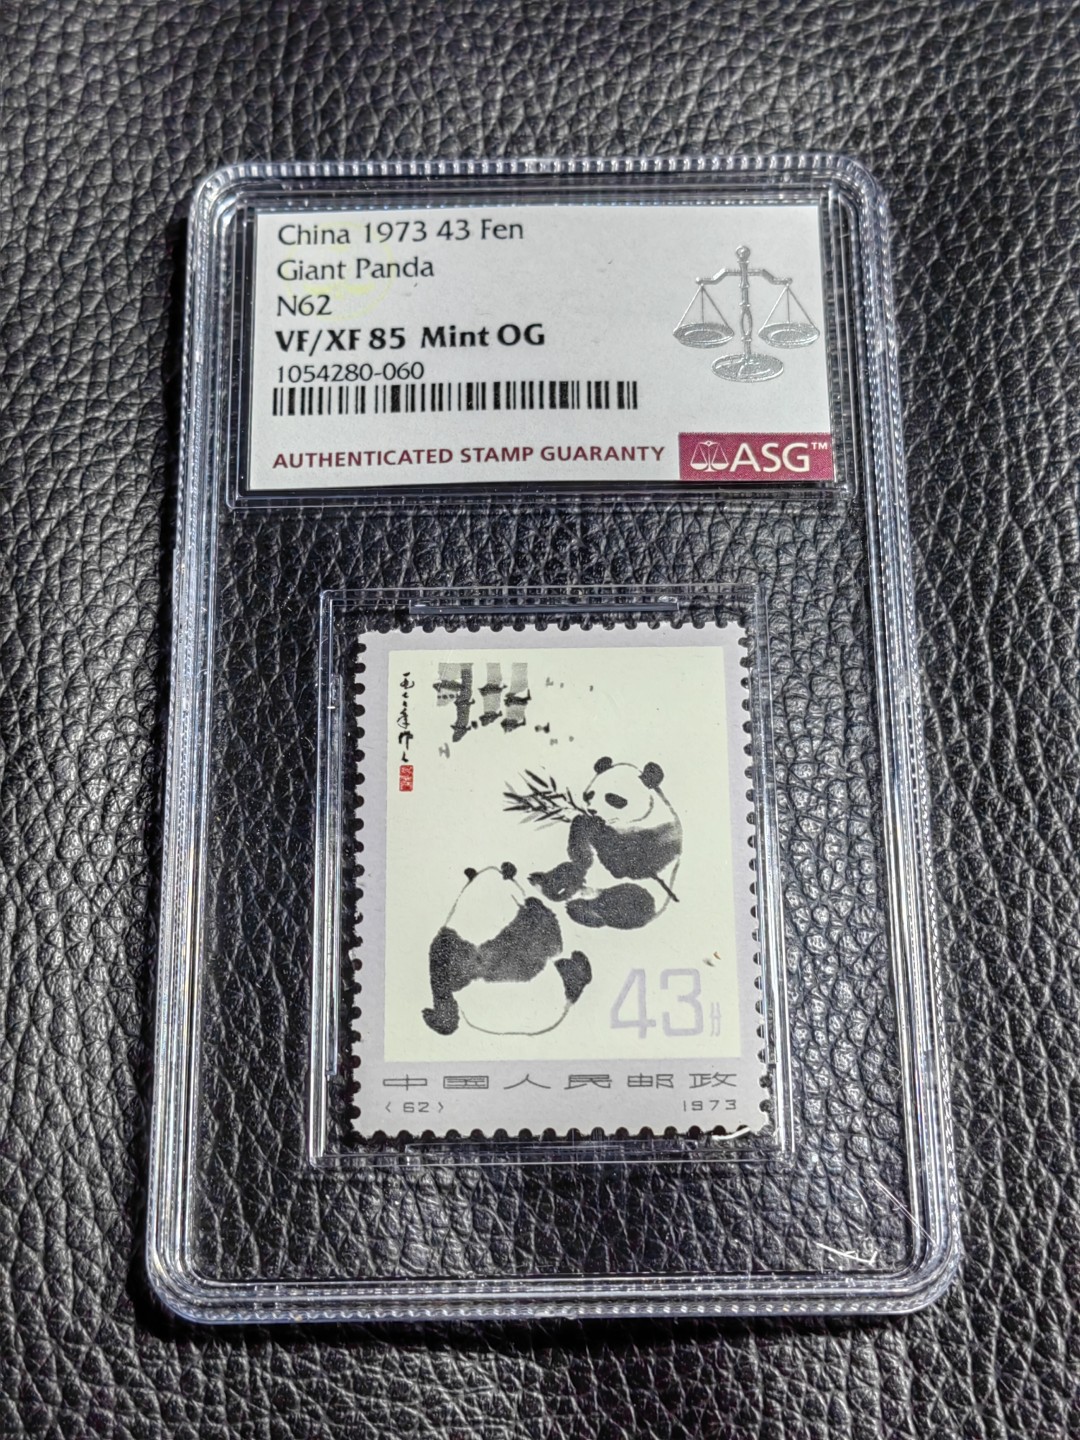 China 1973 43 Fen
Giant Panda
N62
VF/XF 85 Mint OG
1054280-060
AUTHENTICATED STAMP GUARANTY
ASG™
43分
中国人民邮政
(62) 1973